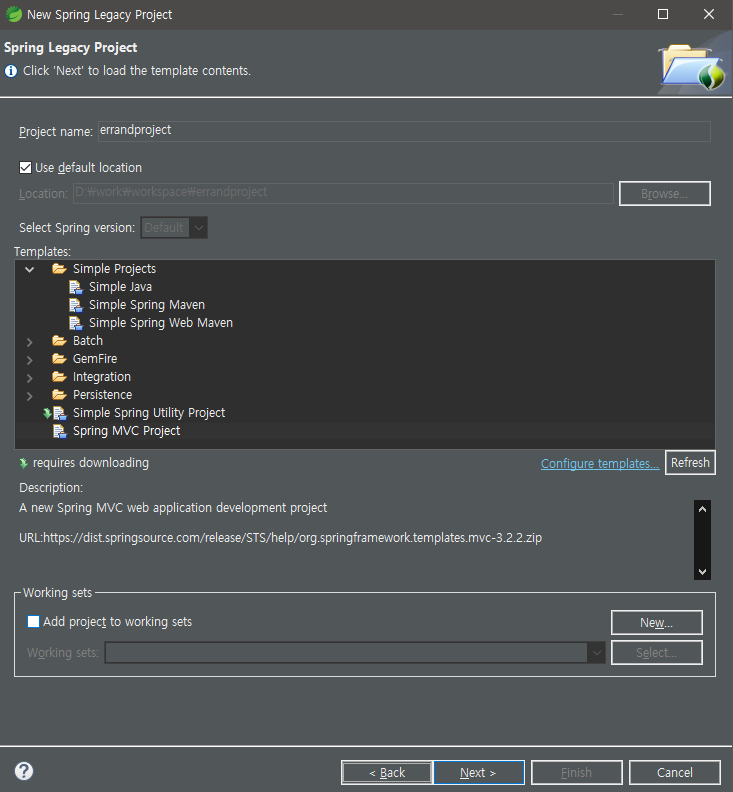 New Spring Legacy Project
Spring Legacy Project
Click 'Next' to load the template contents.
Project name: errandproject
Use default location
Location: D:₩work₩workspace₩errandproject Browse...
Select Spring version: Default
Templates:
Simple Projects
Simple Java
Simple Spring Maven
Simple Spring Web Maven
Batch
GemFire
Integration
Persistence
Simple Spring Utility Project
Spring MVC Project
requires downloading Configure templates... Refresh
Description:
A new Spring MVC web application development project
URL:https://dist.springsource.com/release/STS/help/org.springframework.templates.mvc-3.2.2.zip
Working sets
Add project to working sets New...
Working sets: Select...
? < Back Next > Finish Cancel